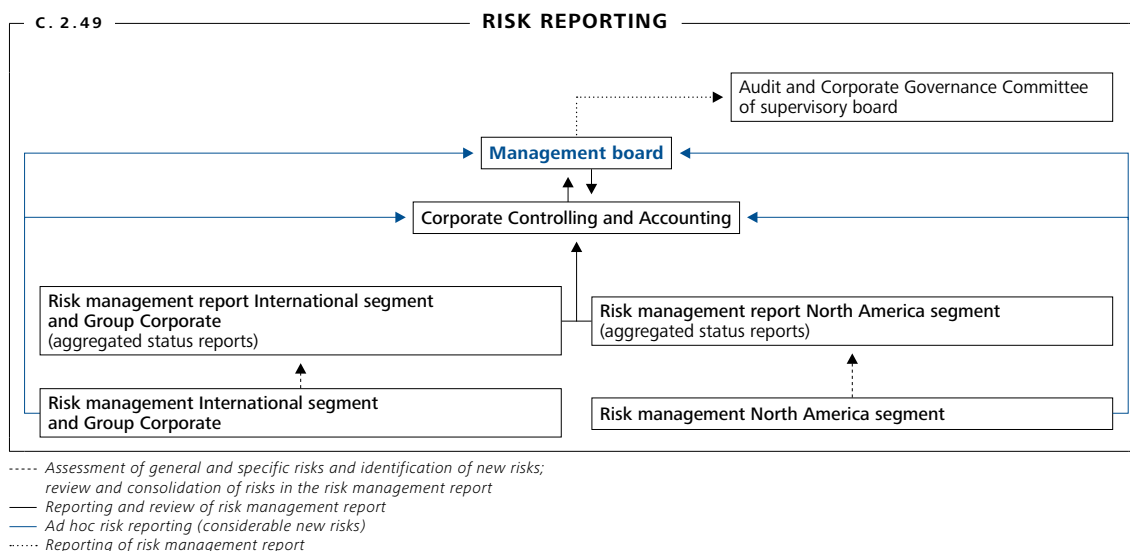 C. 2.49
RISK REPORTING
Audit and Corporate Governance Committee
of supervisory board
Management board
Corporate Controlling and Accounting
Risk management report International segment
and Group Corporate
(aggregated status reports)
Risk management report North America segment
(aggregated status reports)
Risk management International segment
and Group Corporate
Risk management North America segment
Assessment of general and specific risks and identification of new risks;
review and consolidation of risks in the risk management report
Reporting and review of risk management report
Ad hoc risk reporting (considerable new risks)
Reporting of risk management report